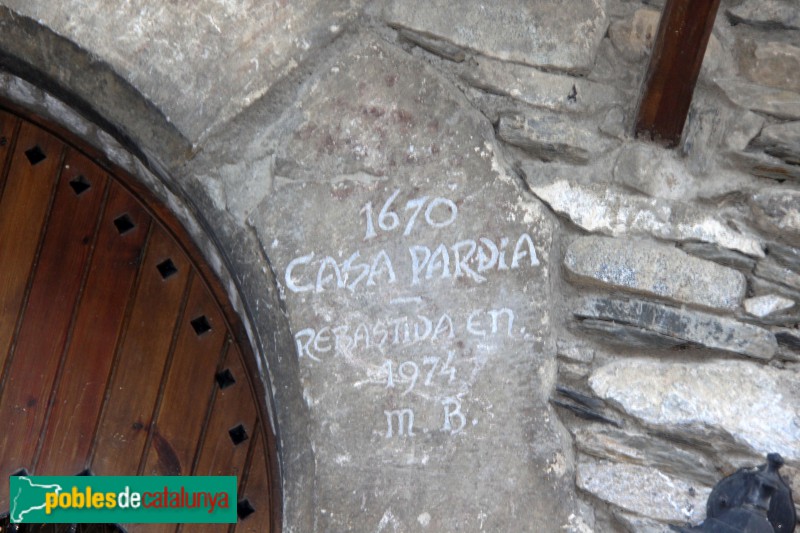 1670
CASA PARDIA
REBASTIDA EN.
1974
m B.
poblesdecatalunya